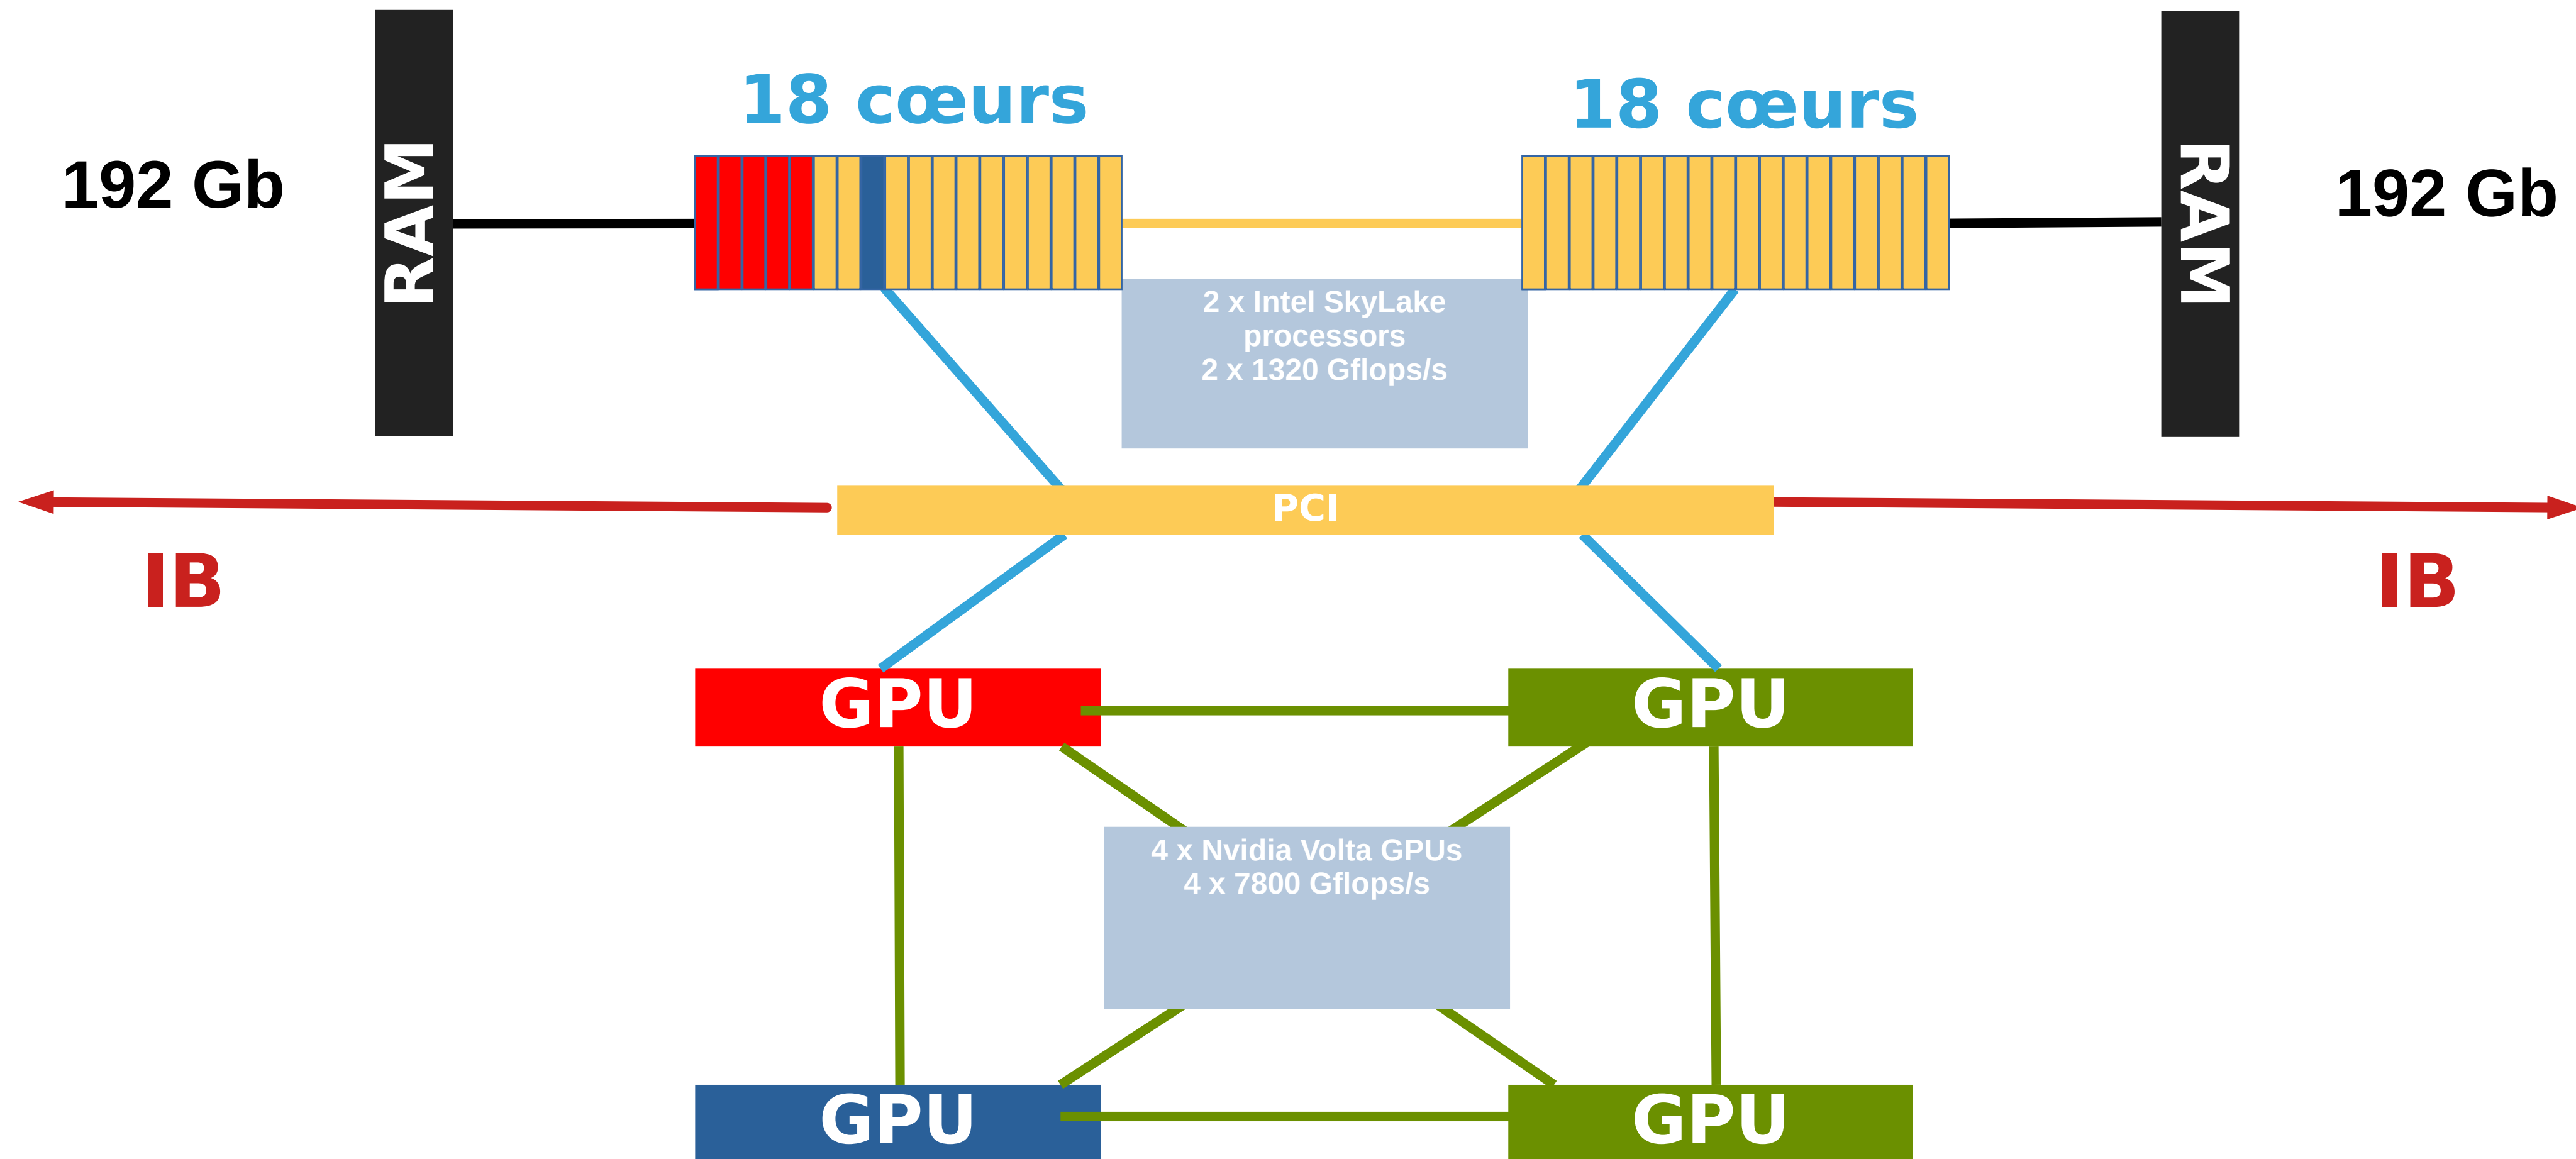 18 cœurs
18 cœurs
192 Gb
RAM
RAM
192 Gb
2 x Intel SkyLake
processors
2 x 1320 Gflops/s
PCI
IB
IB
GPU
GPU
4 x Nvidia Volta GPUs
4 x 7800 Gflops/s
GPU
GPU